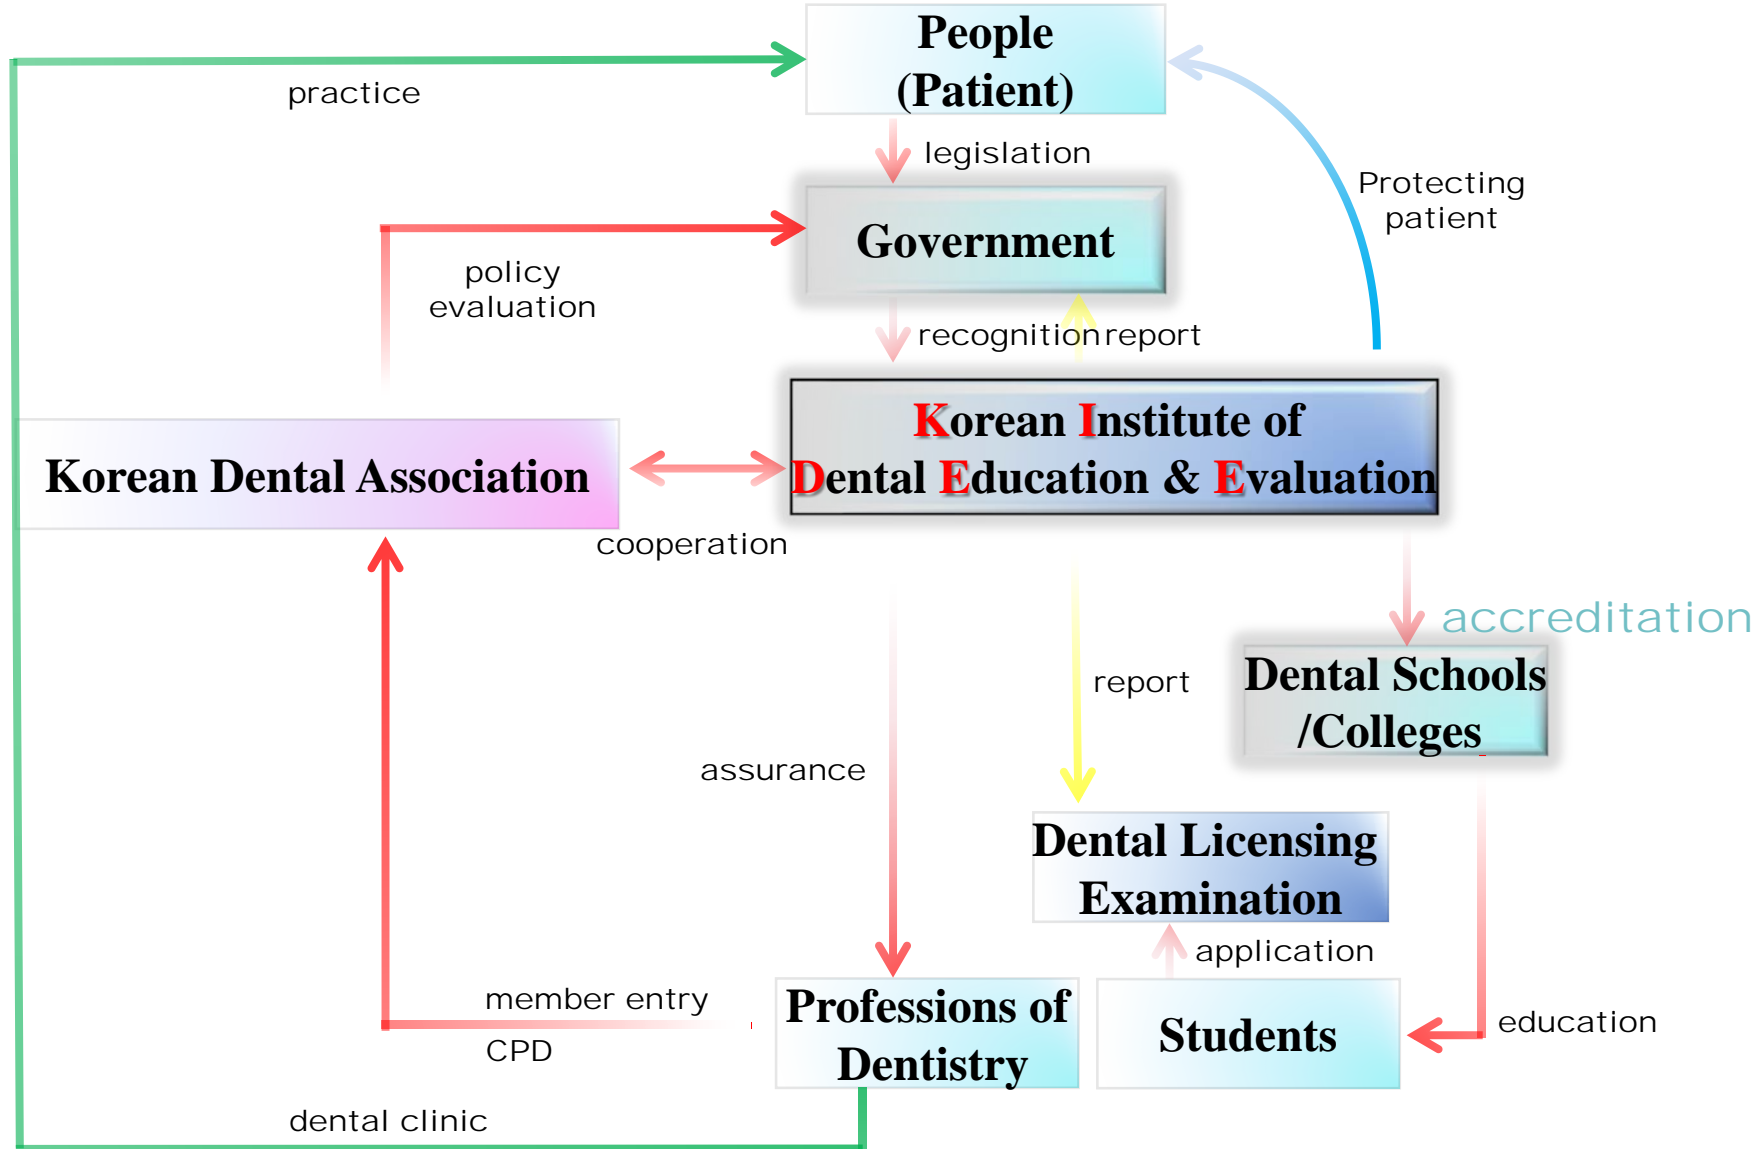 People
(Patient)
practice
legislation
Protecting
patient
Government
policy
evaluation
recognition
report
Korean Institute of
Dental Education & Evaluation
Korean Dental Association
cooperation
accreditation
Dental Schools
/Colleges
report
assurance
Dental Licensing
Examination
application
member entry
CPD
Professions of
Dentistry
Students
education
dental clinic